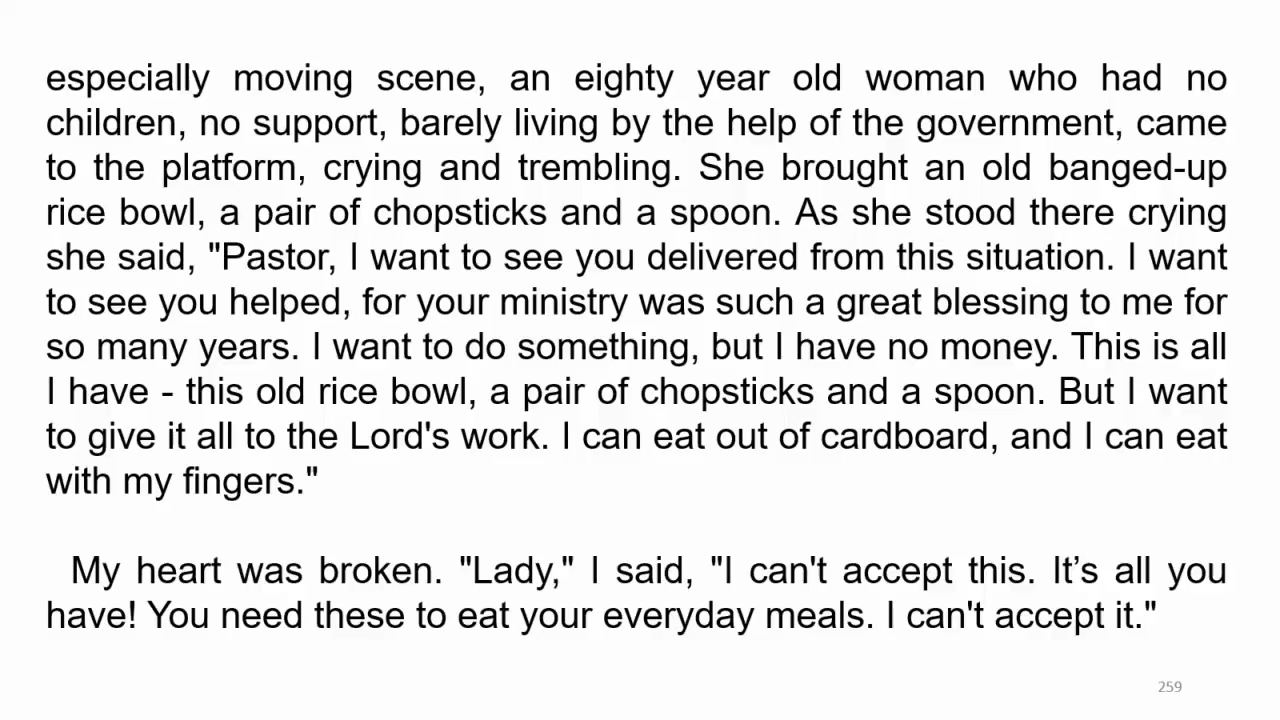 especially moving scene, an eighty year old woman who had no
children, no support, barely living by the help of the government, came
to the platform, crying and trembling. She brought an old banged-up
rice bowl, a pair of chopsticks and a spoon. As she stood there crying
she said, "Pastor, I want to see you delivered from this situation. I want
to see you helped, for your ministry was such a great blessing to me for
so many years. I want to do something, but I have no money. This is all
I have - this old rice bowl, a pair of chopsticks and a spoon. But I want
to give it all to the Lord's work. I can eat out of cardboard, and I can eat
with my fingers."
My heart was broken. "Lady," I said, "I can't accept this. It’s all you
have! You need these to eat your everyday meals. I can't accept it."
259